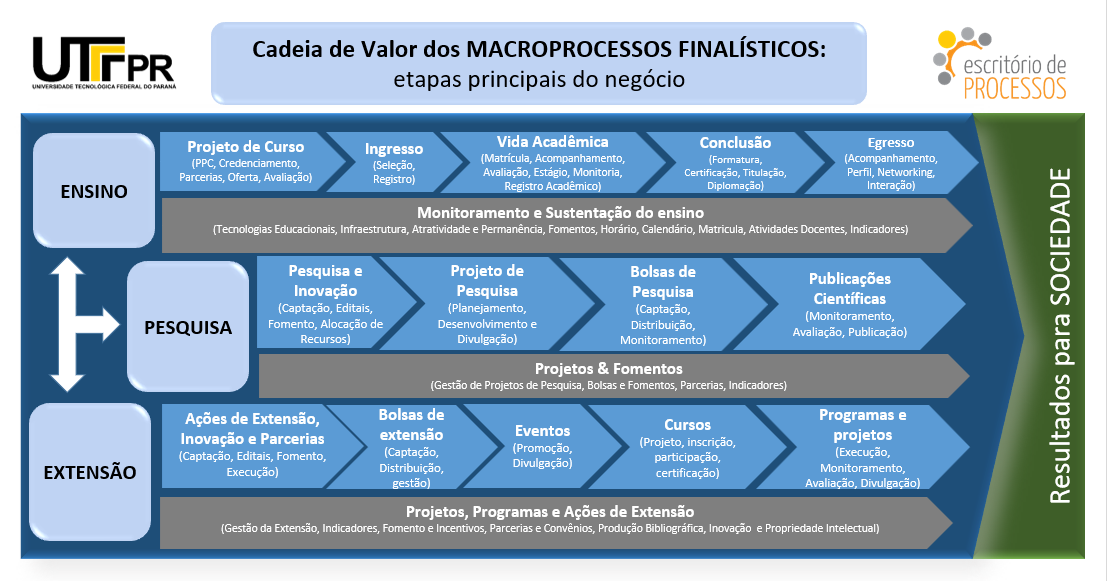 UTFPR
UNIVERSIDADE TECNOLÓGICA FEDERAL DO PARANÁ
Cadeia de Valor dos MACROPROCESSOS FINALÍSTICOS:
etapas principais do negócio
escritório de
PROCESSOS
ENSINO
Projeto de Curso
(PPC, Credenciamento,
Parcerias, Oferta, Avaliação)
Ingresso
(Seleção,
Registro)
Vida Acadêmica
(Matrícula, Acompanhamento,
Avaliação, Estágio, Monitoria,
Registro Acadêmico)
Conclusão
(Formatura,
Certificação, Titulação,
Diplomação)
Egresso
(Acompanhamento,
Perfil, Networking,
Interação)
Monitoramento e Sustentação do ensino
(Tecnologias Educacionais, Infraestrutura, Atratividade e Permanência, Fomentos, Horário, Calendário, Matricula, Atividades Docentes, Indicadores)
PESQUISA
Pesquisa e
Inovação
(Captação, Editais,
Fomento, Alocação de
Recursos)
Projeto de
Pesquisa
(Planejamento,
Desenvolvimento e
Divulgação)
Bolsas de
Pesquisa
(Captação,
Distribuição,
Monitoramento)
Publicações
Científicas
(Monitoramento,
Avaliação, Publicação)
Projetos & Fomentos
(Gestão de Projetos de Pesquisa, Bolsas e Fomentos, Parcerias, Indicadores)
EXTENSÃO
Ações de Extensão,
Inovação e Parcerias
(Captação, Editais, Fomento,
Execução)
Bolsas de
extensão
(Captação,
Distribuição,
gestão)
Eventos
(Promoção,
Divulgação)
Cursos
(Projeto, inscrição,
participação,
certificação)
Programas e
projetos
(Execução,
Monitoramento,
Avaliação, Divulgação)
Projetos, Programas e Ações de Extensão
(Gestão da Extensão, Indicadores, Fomento e Incentivos, Parcerias e Convênios, Produção Bibliográfica, Inovação e Propriedade Intelectual)
Resultados para SOCIEDADE